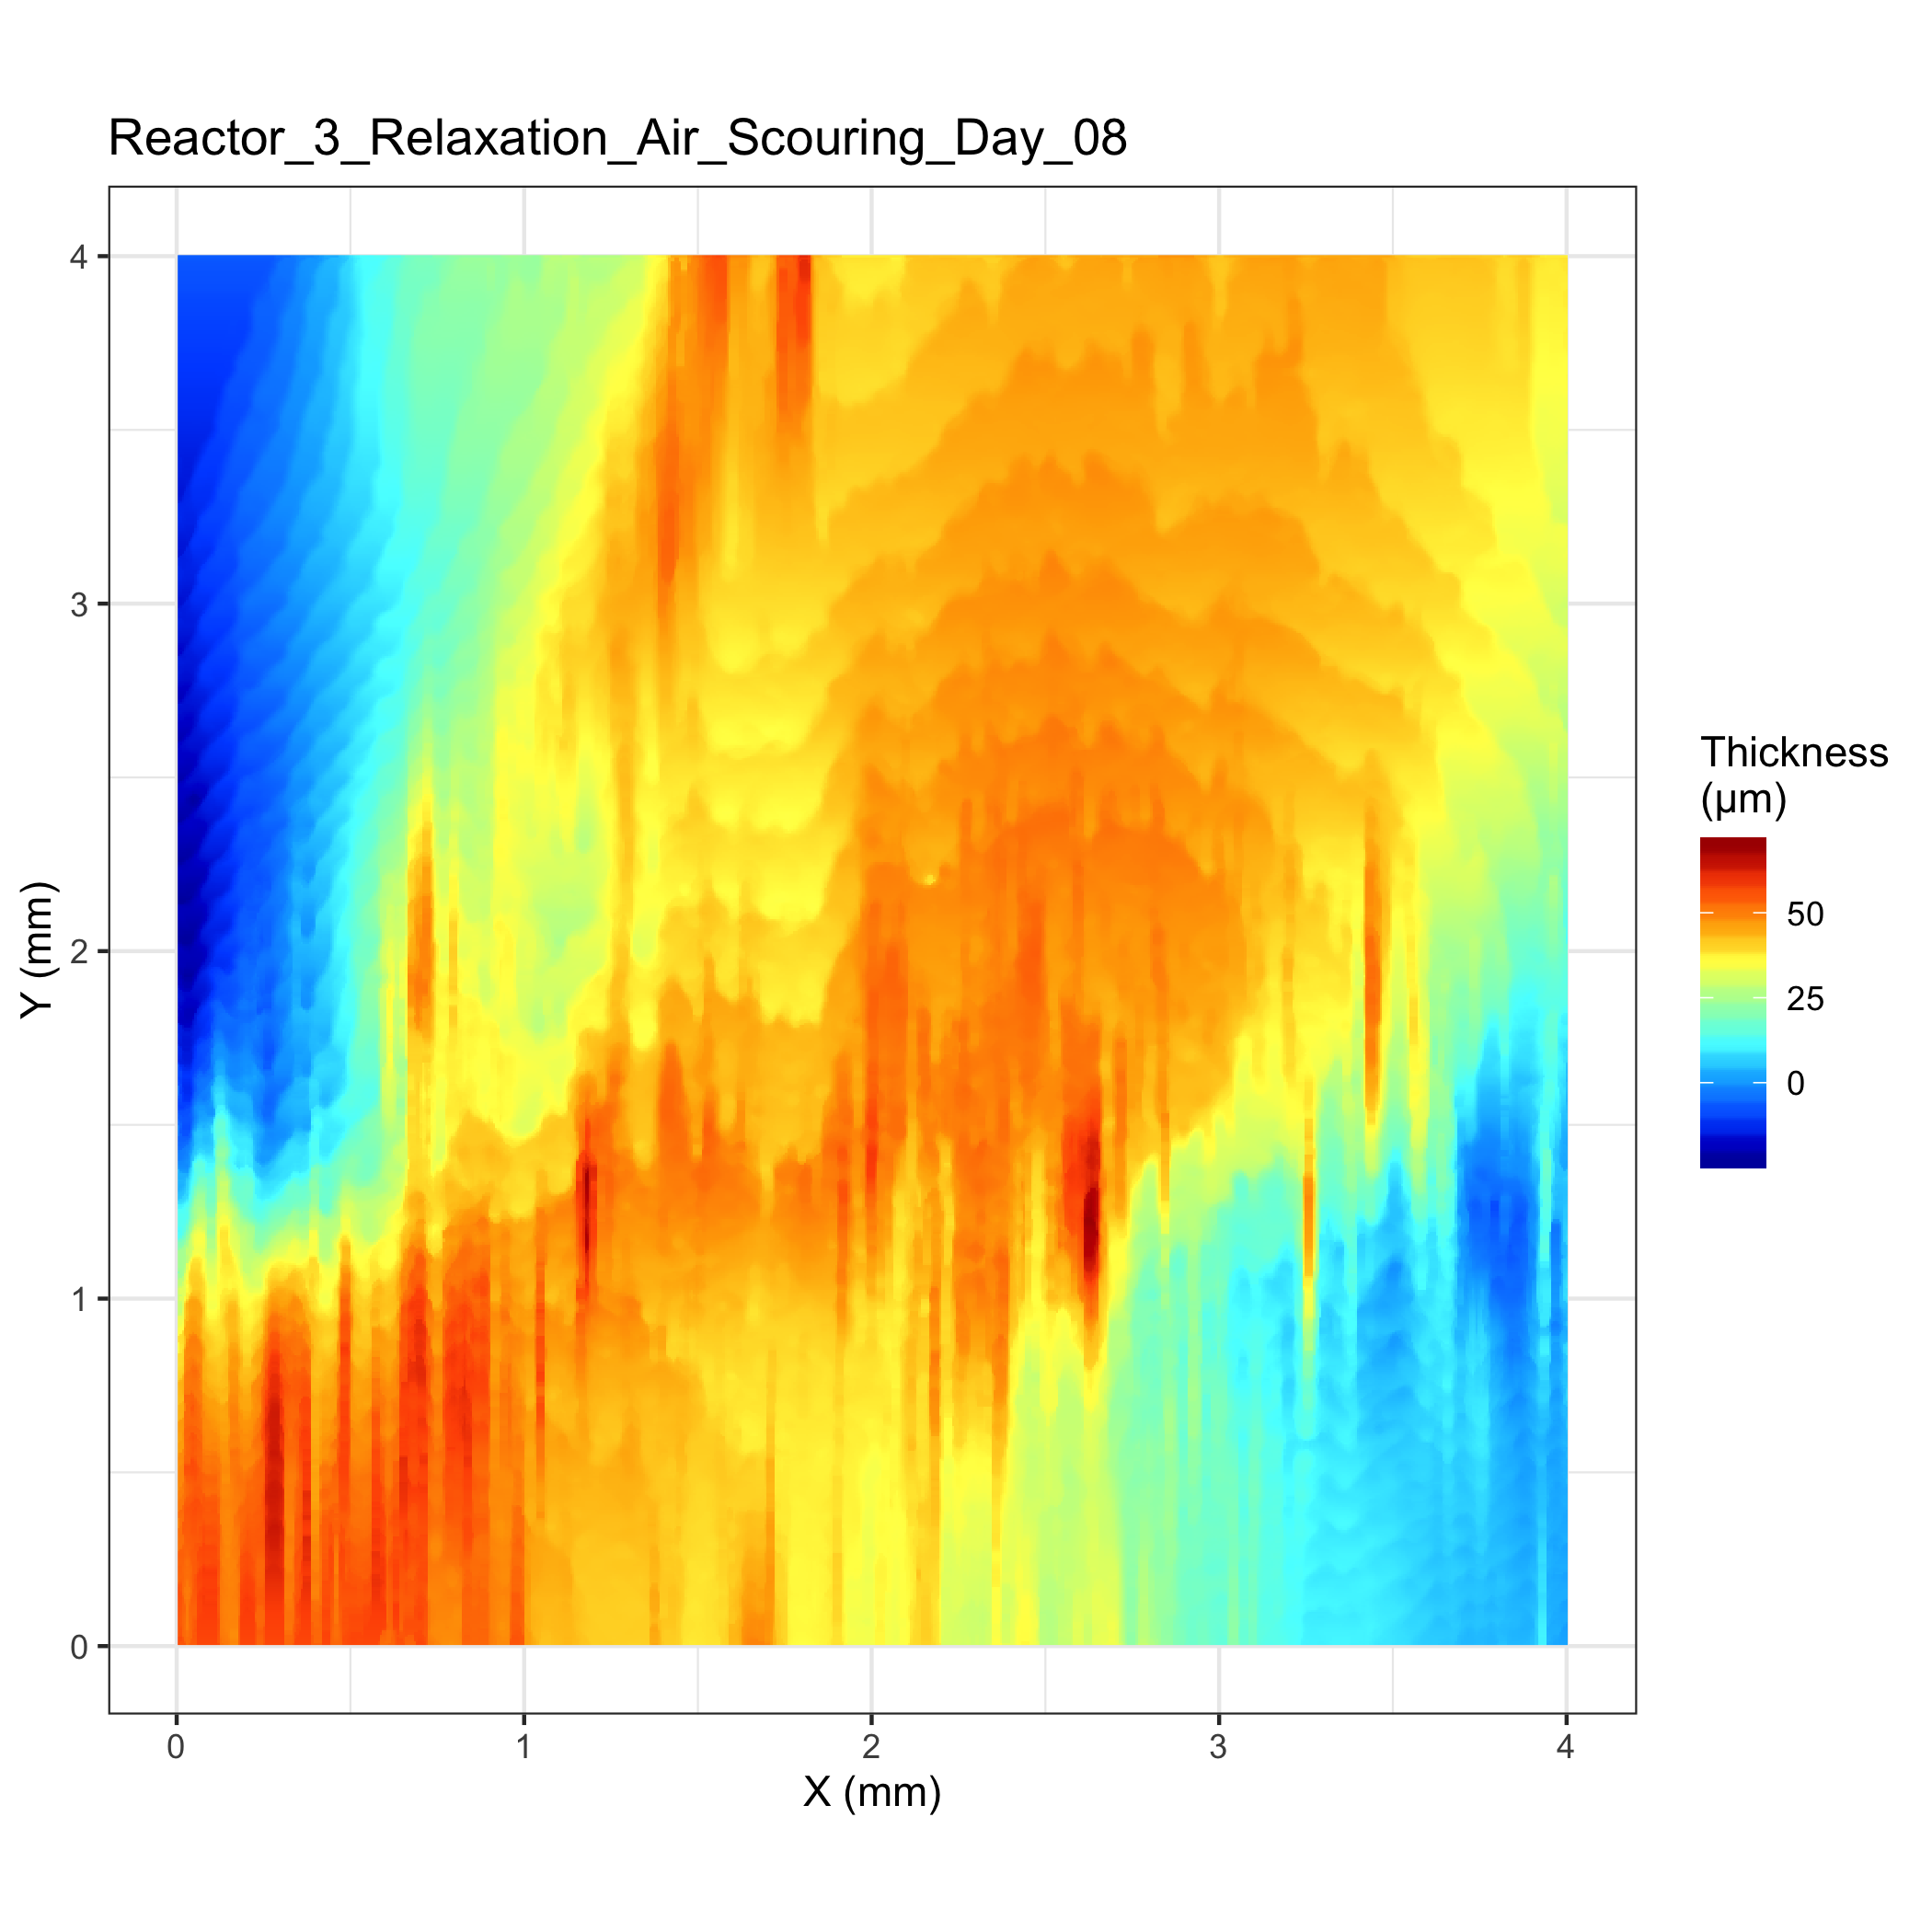 Reactor_3_Relaxation_Air_Scouring_Day_08
4
3
2
1
0
Y (mm)
0 1 2 3 4
X (mm)
Thickness
(µm)
50
25
0